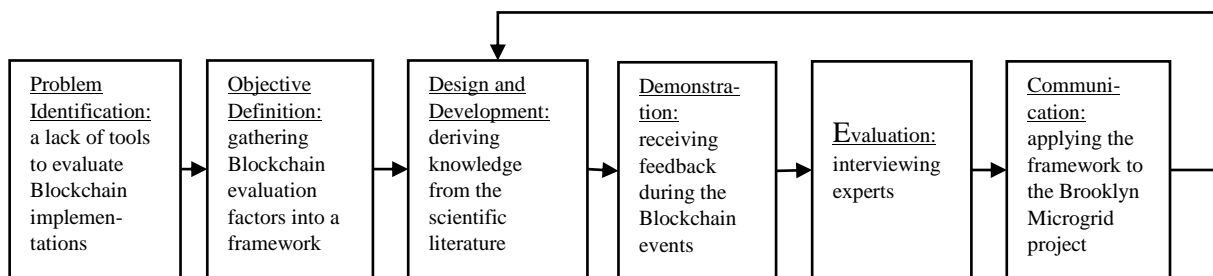 Problem
Identification:
a lack of tools
to evaluate
Blockchain
implemen-
tations
Objective
Definition:
gathering
Blockchain
evaluation
factors into a
framework
Design and
Development:
deriving
knowledge
from the
scientific
literature
Demonstra-
tion:
receiving
feedback
during the
Blockchain
events
Evaluation:
interviewing
experts
Communi-
cation:
applying the
framework to
the Brooklyn
Microgrid
project